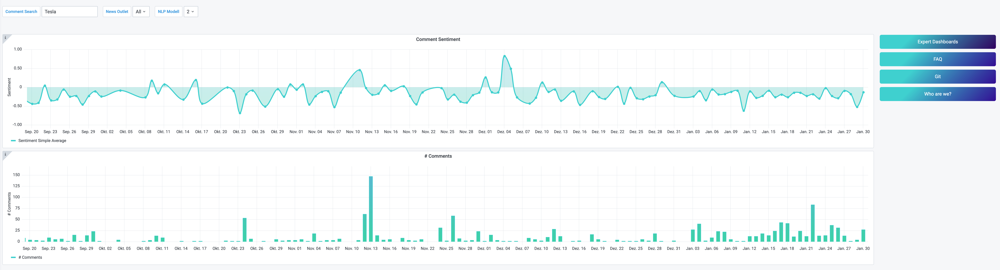 Comment Search Tesla News Outlet All NLP Modell 2
i
Comment Sentiment
1.00
0.50
0
-0.50
-1.00
Sentiment
Sep. 20 Sep. 23 Sep. 26 Sep. 29 Okt. 02 Okt. 05 Okt. 08 Okt. 11 Okt. 14 Okt. 17 Okt. 20 Okt. 23 Okt. 26 Okt. 29 Nov. 01 Nov. 04 Nov. 07 Nov. 10 Nov. 13 Nov. 16 Nov. 19 Nov. 22 Nov. 25 Nov. 28 Dez. 01 Dez. 04 Dez. 07 Dez. 10 Dez. 13 Dez. 16 Dez. 19 Dez. 22 Dez. 25 Dez. 28 Dez. 31 Jan. 03 Jan. 06 Jan. 09 Jan. 12 Jan. 15 Jan. 18 Jan. 21 Jan. 24 Jan. 27 Jan. 30
Sentiment Simple Average
Expert Dashboards
FAQ
Git
Who are we?
i
# Comments
150
125
100
75
50
25
0
# Comments
Sep. 20 Sep. 23 Sep. 26 Sep. 29 Okt. 02 Okt. 05 Okt. 08 Okt. 11 Okt. 14 Okt. 17 Okt. 20 Okt. 23 Okt. 26 Okt. 29 Nov. 01 Nov. 04 Nov. 07 Nov. 10 Nov. 13 Nov. 16 Nov. 19 Nov. 22 Nov. 25 Nov. 28 Dez. 01 Dez. 04 Dez. 07 Dez. 10 Dez. 13 Dez. 16 Dez. 19 Dez. 22 Dez. 25 Dez. 28 Dez. 31 Jan. 03 Jan. 06 Jan. 09 Jan. 12 Jan. 15 Jan. 18 Jan. 21 Jan. 24 Jan. 27 Jan. 30
# Comments